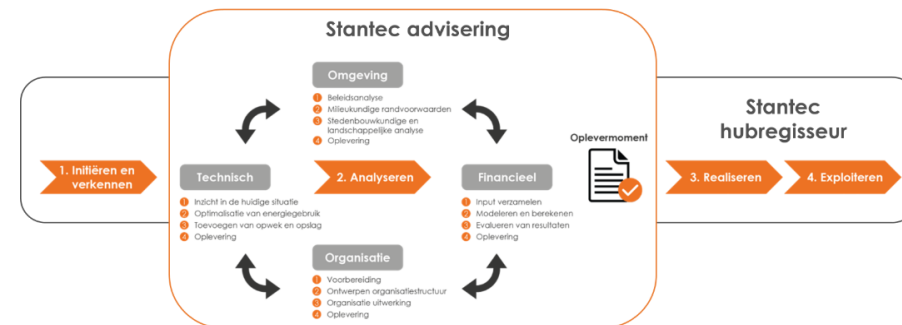 Stantec advisering
Omgeving
1 Beleidsanalyse
2 Milieukundige randvoorwaarden
3 Stedenbouwkundige en
landschappelijke analyse
4 Oplevering
1. Initiëren en
verkennen
Technisch
1 Inzicht in de huidige situatie
2 Optimalisatie van energiegebruik
3 Toevoegen van opwek en opslag
4 Oplevering
2. Analyseren
Financieel
1 Input verzamelen
2 Modeleren en berekenen
3 Evalueren van resultaten
4 Oplevering
Organisatie
1 Voorbereiding
2 Ontwerpen organisatiestructuur
3 Organisatie uitwerking
4 Oplevering
Oplevermoment
Stantec
hubregisseur
3. Realiseren
4. Exploiteren